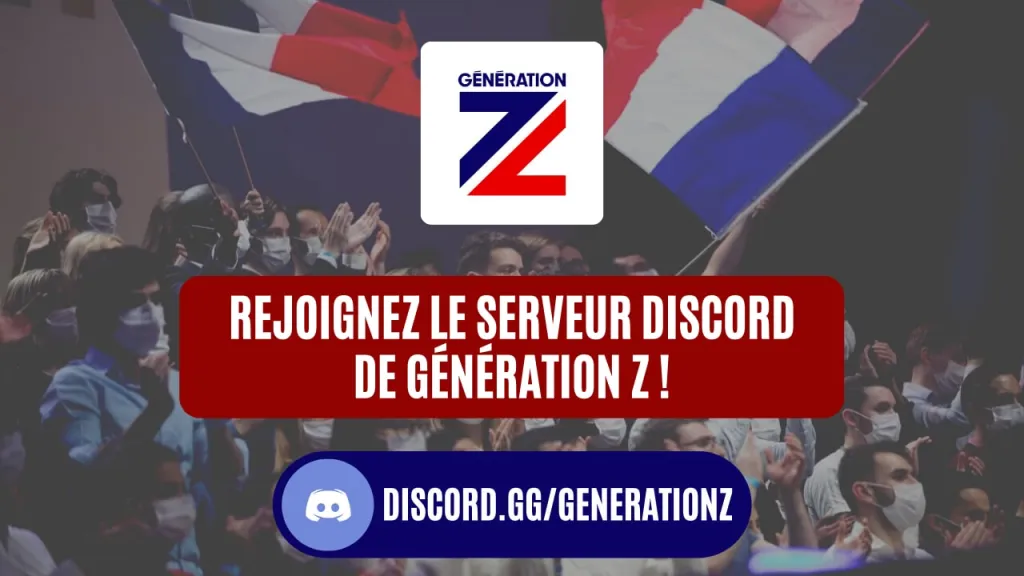 GÉNÉRATION
Z
REJOIGNEZ LE SERVEUR DISCORD
DE GÉNÉRATION Z !
DISCORD.GG/GENERATIONZ